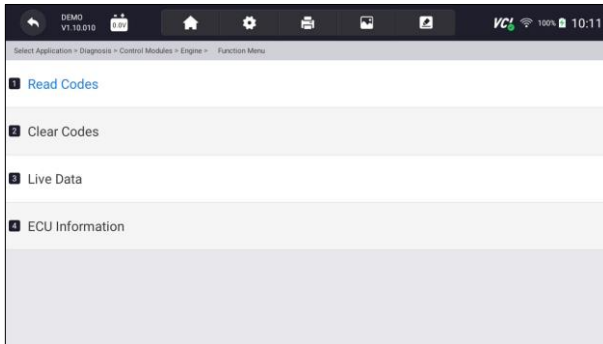 DEMO
V1.10.010
0.0V
VC! 100% 10:11
Select Application > Diagnosis > Control Modules > Engine > Function Menu
1 Read Codes
2 Clear Codes
3 Live Data
4 ECU Information